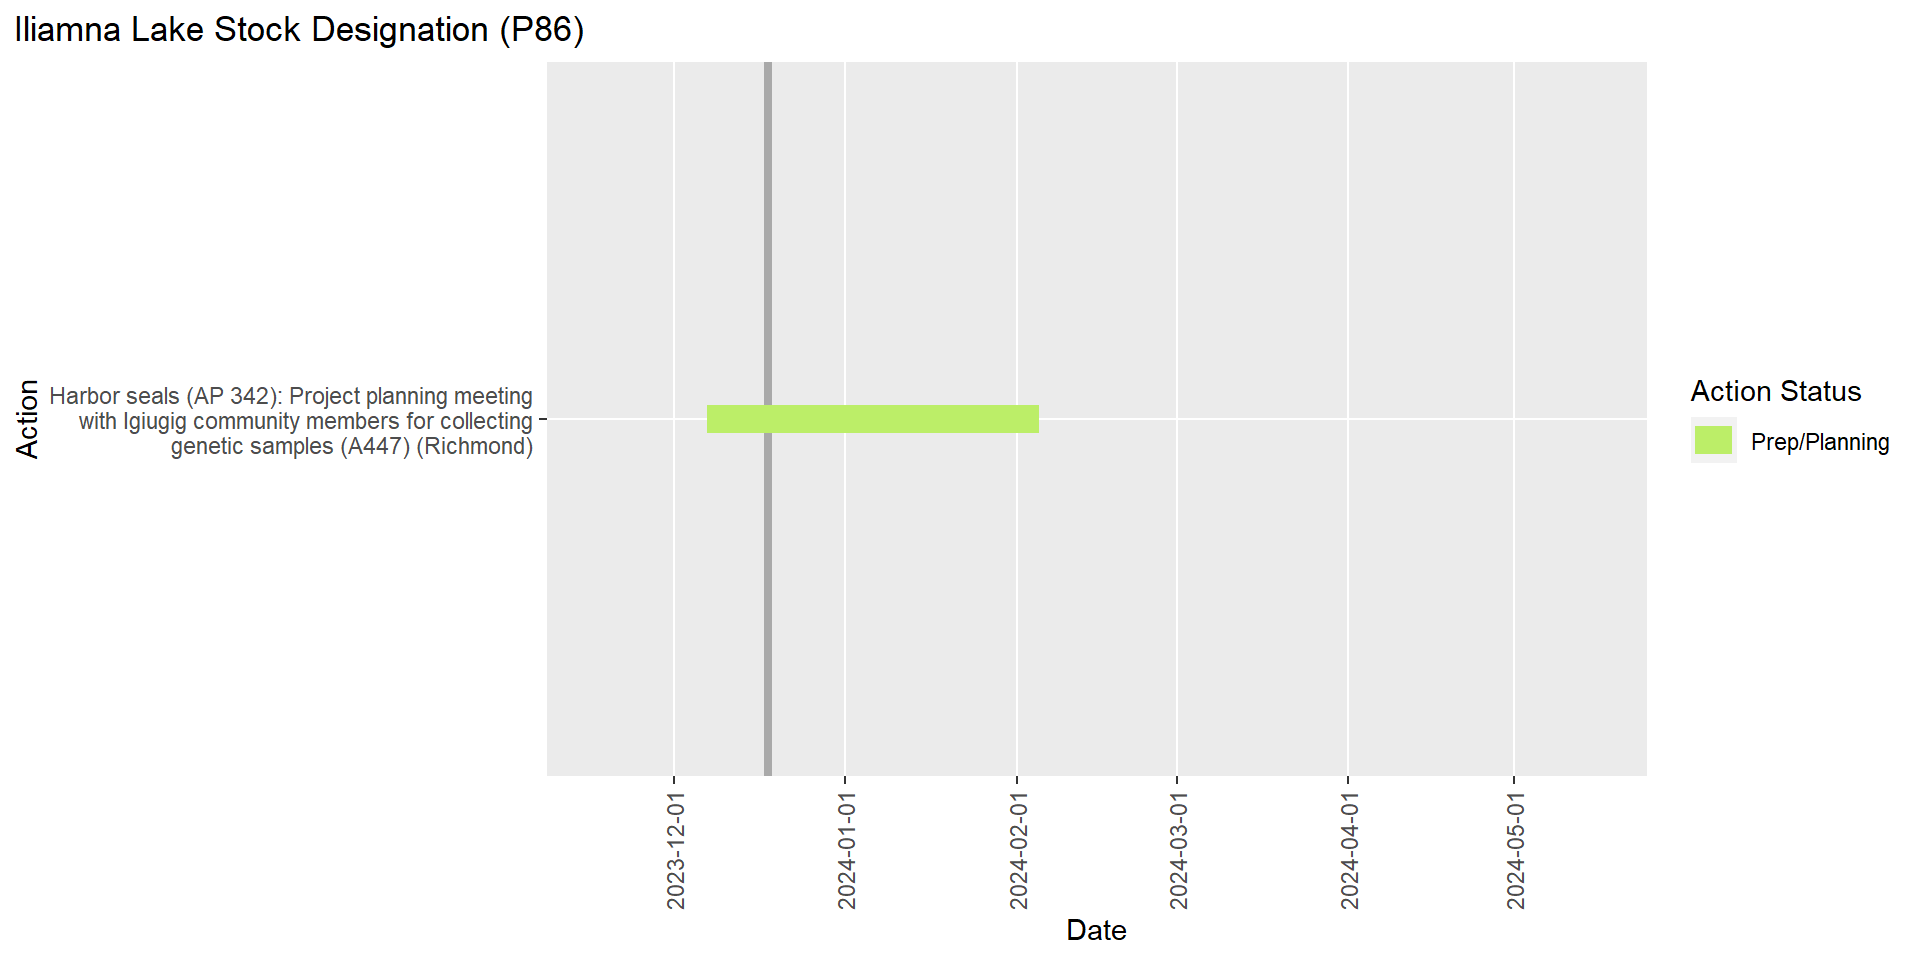 Iliamna Lake Stock Designation (P86)
Action
Harbor seals (AP 342): Project planning meeting
with Igiugig community members for collecting
genetic samples (A447) (Richmond)
Action Status
Prep/Planning
2023-12-01
2024-01-01
2024-02-01
2024-03-01
2024-04-01
2024-05-01
Date